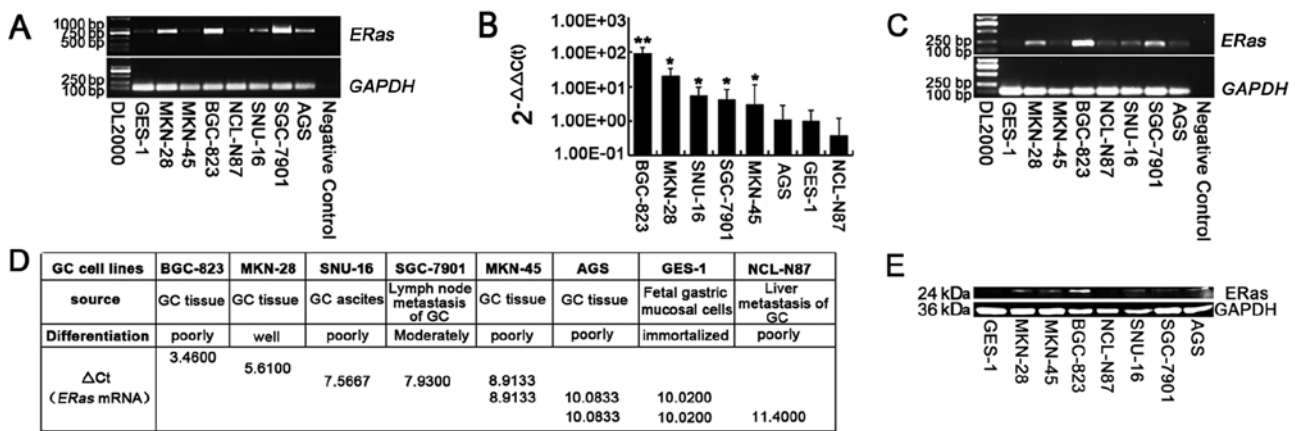 A
1000 bp
750 bp
500 bp
ERas
250 bp
100 bp
GAPDH
DL2000
GES-1
MKN-28
MKN-45
BGC-823
NCL-N87
SNU-16
SGC-7901
AGS
Negative Control
B
2-△△C(t)
1.00E+03
1.00E+02
1.00E+01
1.00E+00
1.00E-01
**
*
*
*
*
BGC-823
MKN-28
SNU-16
SGC-7901
MKN-45
AGS
GES-1
NCL-N87
C
250 bp
100 bp
ERas
250 bp
100 bp
GAPDH
DL2000
GES-1
MKN-28
MKN-45
BGC-823
NCL-N87
SNU-16
SGC-7901
AGS
Negative Control
D
GC cell lines BGC-823 MKN-28 SNU-16 SGC-7901 MKN-45 AGS GES-1 NCL-N87
source GC tissue GC tissue GC ascites Lymph node metastasis of GC GC tissue GC tissue Fetal gastric mucosal cells Liver metastasis of GC
Differentiation poorly well poorly Moderately poorly poorly immortalized poorly
△Ct
(ERas mRNA)
3.4600
5.6100
7.5667 7.9300 8.9133
8.9133 10.0833 10.0200
10.0833 10.0200 11.4000
E
24 kDa ERas
36 kDa GAPDH
GES-1
MKN-28
MKN-45
BGC-823
NCL-N87
SNU-16
SGC-7901
AGS